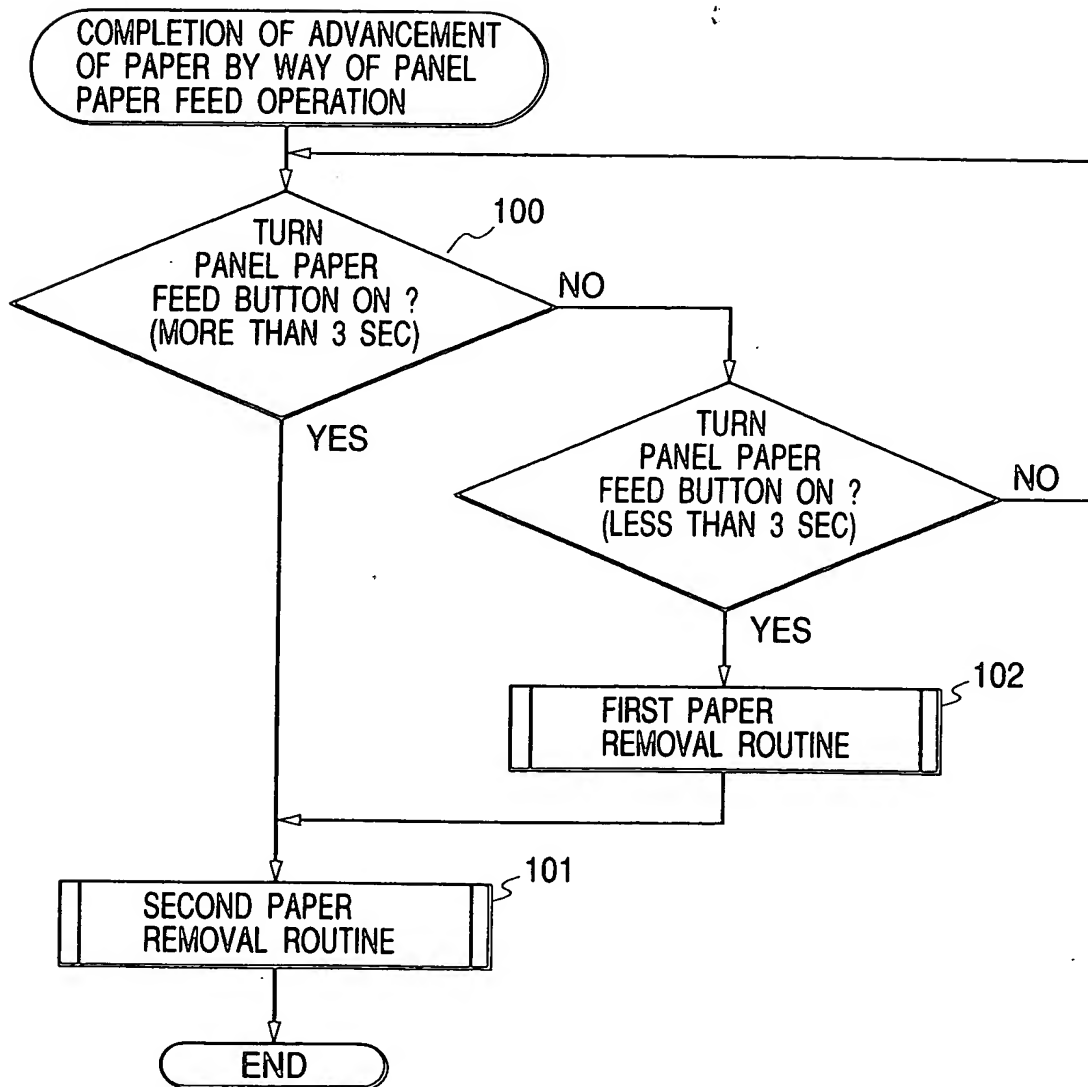 COMPLETION OF ADVANCEMENT
OF PAPER BY WAY OF PANEL
PAPER FEED OPERATION
100
TURN
PANEL PAPER
FEED BUTTON ON ?
(MORE THAN 3 SEC)
NO
YES
TURN
PANEL PAPER
FEED BUTTON ON ?
(LESS THAN 3 SEC)
NO
YES
102
FIRST PAPER
REMOVAL ROUTINE
101
SECOND PAPER
REMOVAL ROUTINE
END